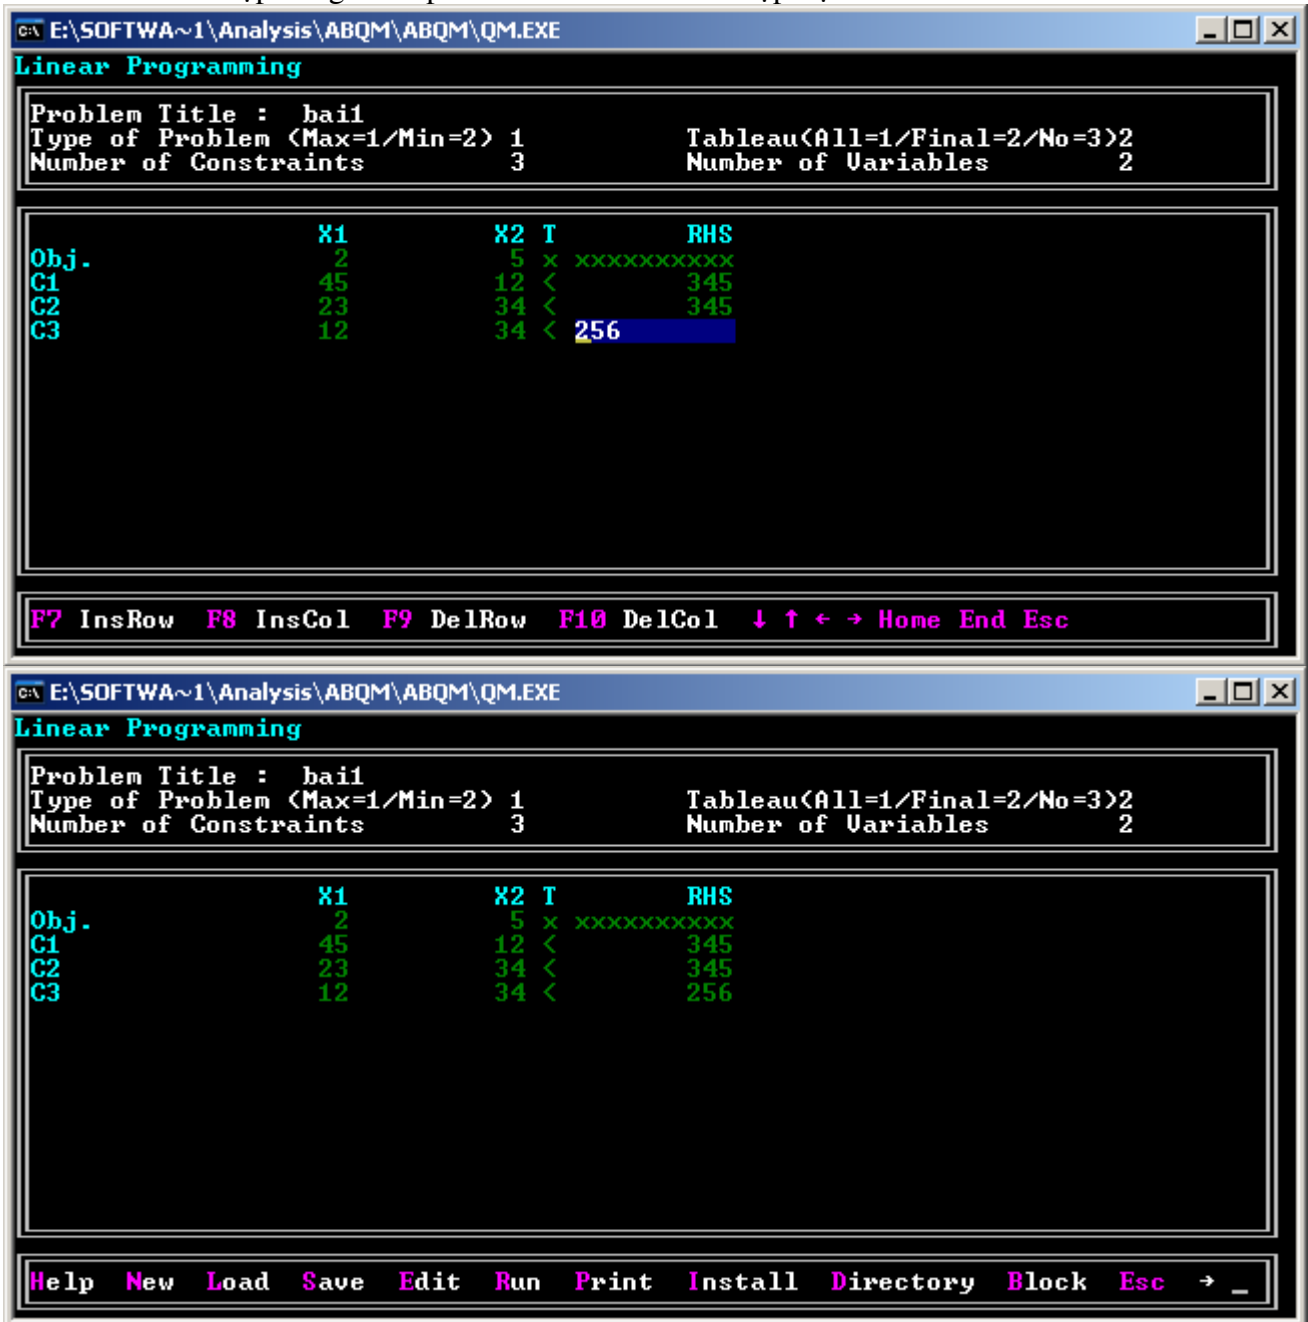 E:\SOFTWA~1\Analysis\ABQM\ABQM\QM.EXE
Linear Programming
Problem Title : bai1
Type of Problem (Max=1/Min=2) 1 Tableau(All=1/Final=2/No=3)2
Number of Constraints 3 Number of Variables 2
X1 X2 T RHS
Obj. 2 5 x xxxxxxxxxx
C1 45 12 < 345
C2 23 34 < 345
C3 12 34 < 256
F7 InsRow F8 InsCol F9 DelRow F10 DelCol ↓ ↑ ← → Home End Esc
E:\SOFTWA~1\Analysis\ABQM\ABQM\QM.EXE
Linear Programming
Problem Title : bai1
Type of Problem (Max=1/Min=2) 1 Tableau(All=1/Final=2/No=3)2
Number of Constraints 3 Number of Variables 2
X1 X2 T RHS
Obj. 2 5 x xxxxxxxxxx
C1 45 12 < 345
C2 23 34 < 345
C3 12 34 < 256
Help New Load Save Edit Run Print Install Directory Block Esc → _